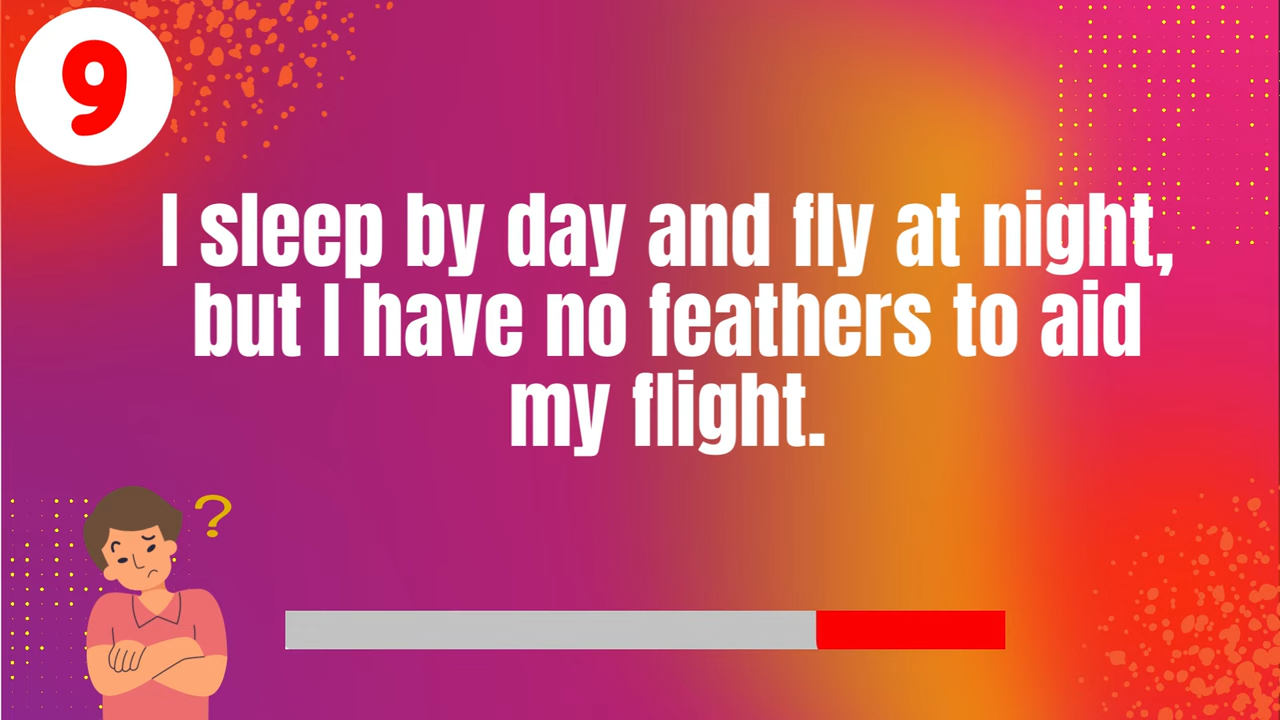 9
I sleep by day and fly at night,
but I have no feathers to aid
my flight.
?